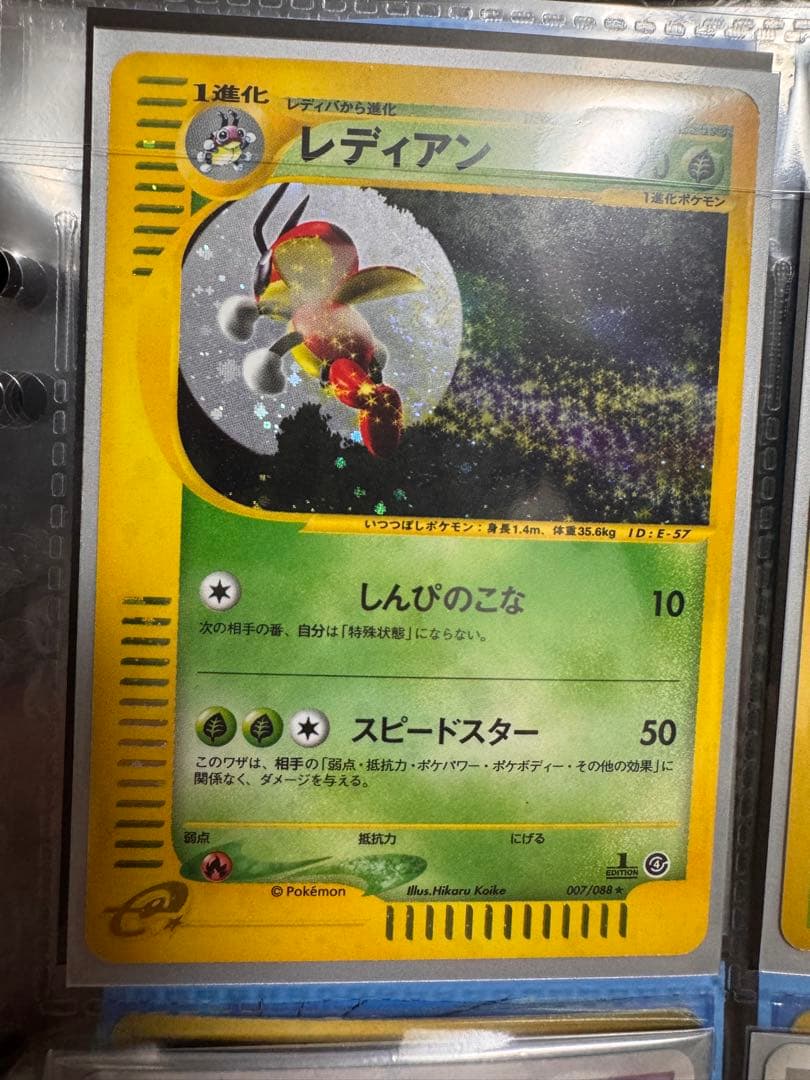 1進化
レディバから進化
レディアン
1進化ポケモン
いつつぼしポケモン：身長1.4m、体重35.6kg ID:E-57
しんぴのこな 10
次の相手の番、自分は「特殊状態」にならない。
スピードスター 50
このワザは、相手の「弱点・抵抗力・ポケパワー・ポケボディー・その他の効果」に
関係なく、ダメージを与える。
弱点 抵抗力 にげる
1 EDITION 4
© Pokémon Illus.Hikaru Koike 007/088★
e